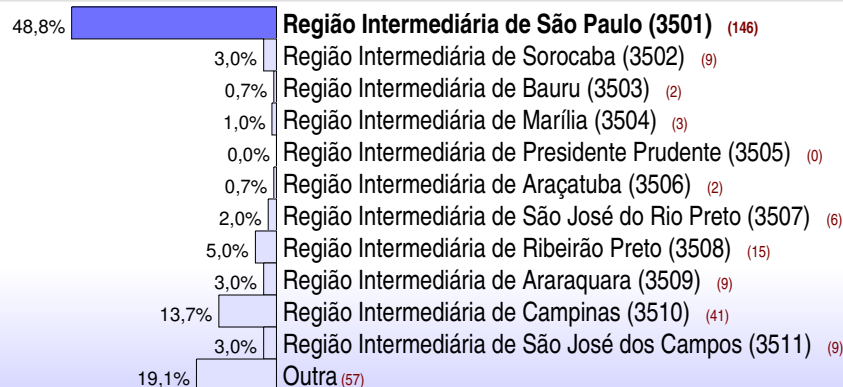 48,8% Região Intermediária de São Paulo (3501) (146)
3,0% Região Intermediária de Sorocaba (3502) (9)
0,7% Região Intermediária de Bauru (3503) (2)
1,0% Região Intermediária de Marília (3504) (3)
0,0% Região Intermediária de Presidente Prudente (3505) (0)
0,7% Região Intermediária de Araçatuba (3506) (2)
2,0% Região Intermediária de São José do Rio Preto (3507) (6)
5,0% Região Intermediária de Ribeirão Preto (3508) (15)
3,0% Região Intermediária de Araraquara (3509) (9)
13,7% Região Intermediária de Campinas (3510) (41)
3,0% Região Intermediária de São José dos Campos (3511) (9)
19,1% Outra (57)